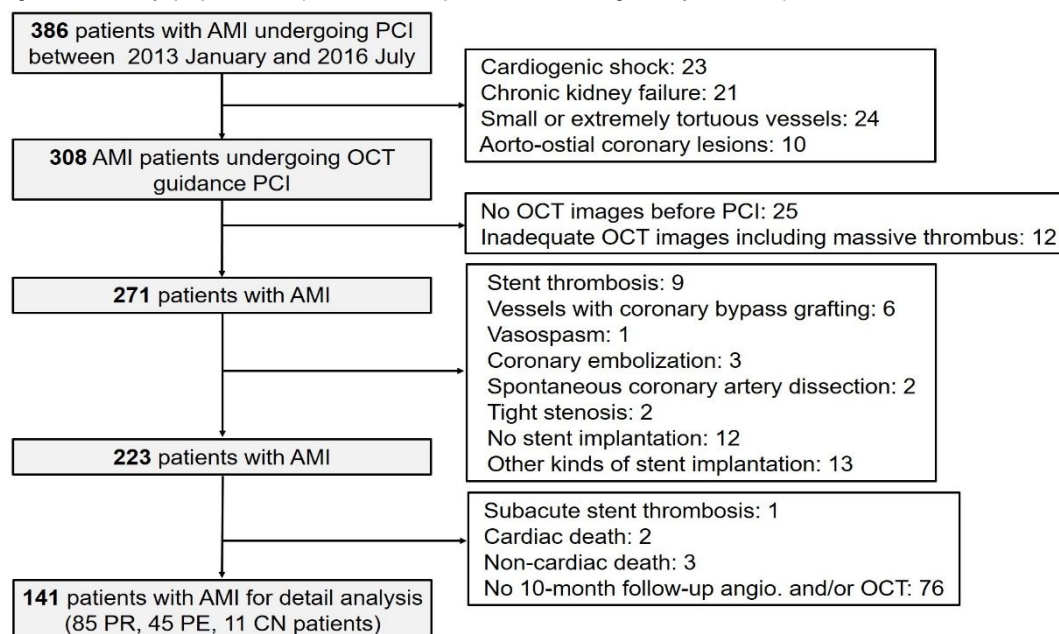 386 patients with AMI undergoing PCI
between 2013 January and 2016 July
Cardiogenic shock: 23
Chronic kidney failure: 21
Small or extremely tortuous vessels: 24
Aorto-ostial coronary lesions: 10
308 AMI patients undergoing OCT
guidance PCI
No OCT images before PCI: 25
Inadequate OCT images including massive thrombus: 12
271 patients with AMI
Stent thrombosis: 9
Vessels with coronary bypass grafting: 6
Vasospasm: 1
Coronary embolization: 3
Spontaneous coronary artery dissection: 2
Tight stenosis: 2
No stent implantation: 12
Other kinds of stent implantation: 13
223 patients with AMI
Subacute stent thrombosis: 1
Cardiac death: 2
Non-cardiac death: 3
No 10-month follow-up angio. and/or OCT: 76
141 patients with AMI for detail analysis
(85 PR, 45 PE, 11 CN patients)